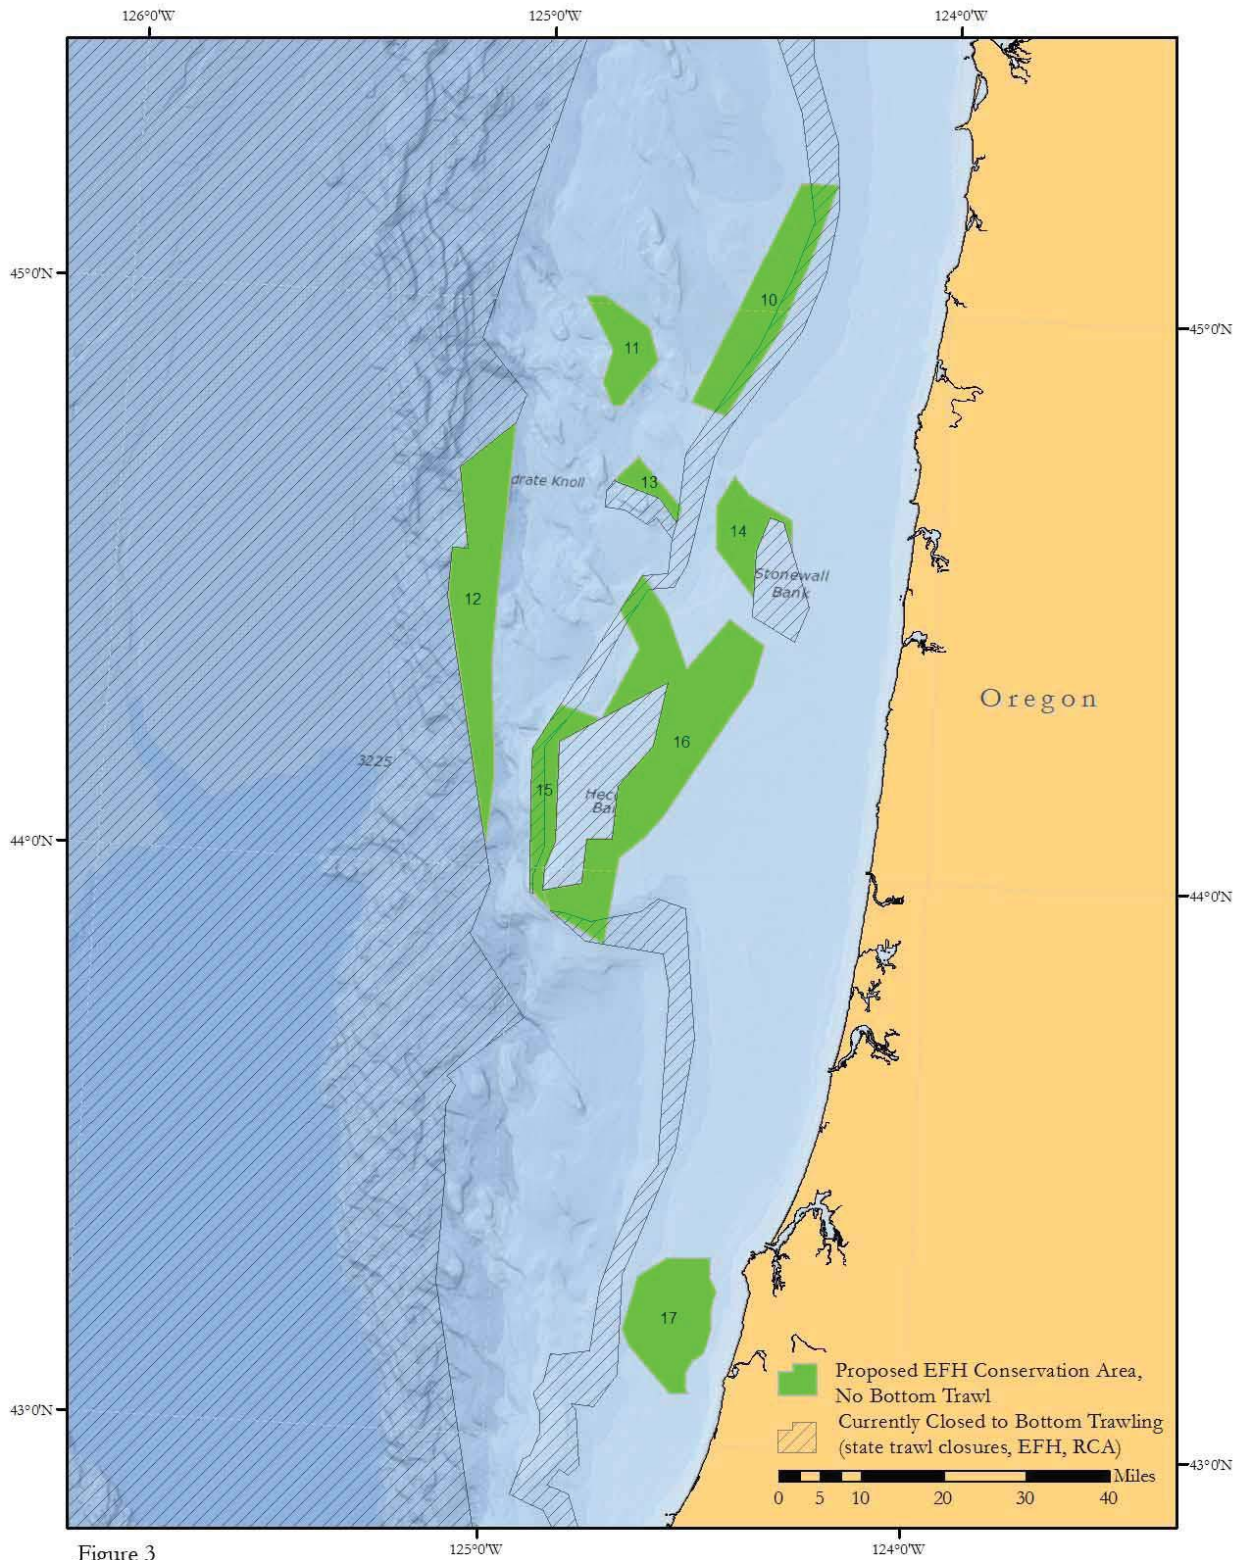 126°0'W 125°0'W 124°0'W
45°0'N
10
45°0'N
11
drate Knoll
13
14
Stonewall
Bank
12
Oregon
16
3225
15
44°0'N
44°0'N
17
Proposed EFH Conservation Area,
No Bottom Trawl
43°0'N
Currently Closed to Bottom Trawling
(state trawl closures, EFH, RCA)
43°0'N
Miles
0 5 10 20 30 40
125°0'W 124°0'W
Figure 3